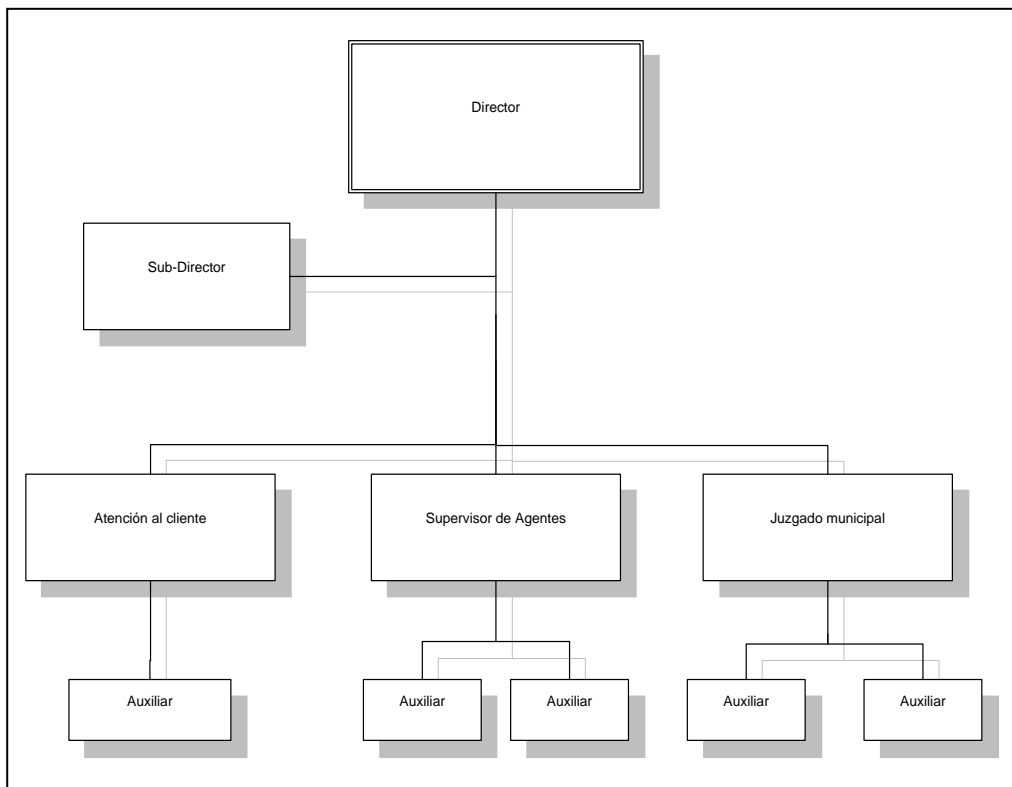 Director
Sub-Director
Atención al cliente
Supervisor de Agentes
Juzgado municipal
Auxiliar
Auxiliar
Auxiliar
Auxiliar
Auxiliar